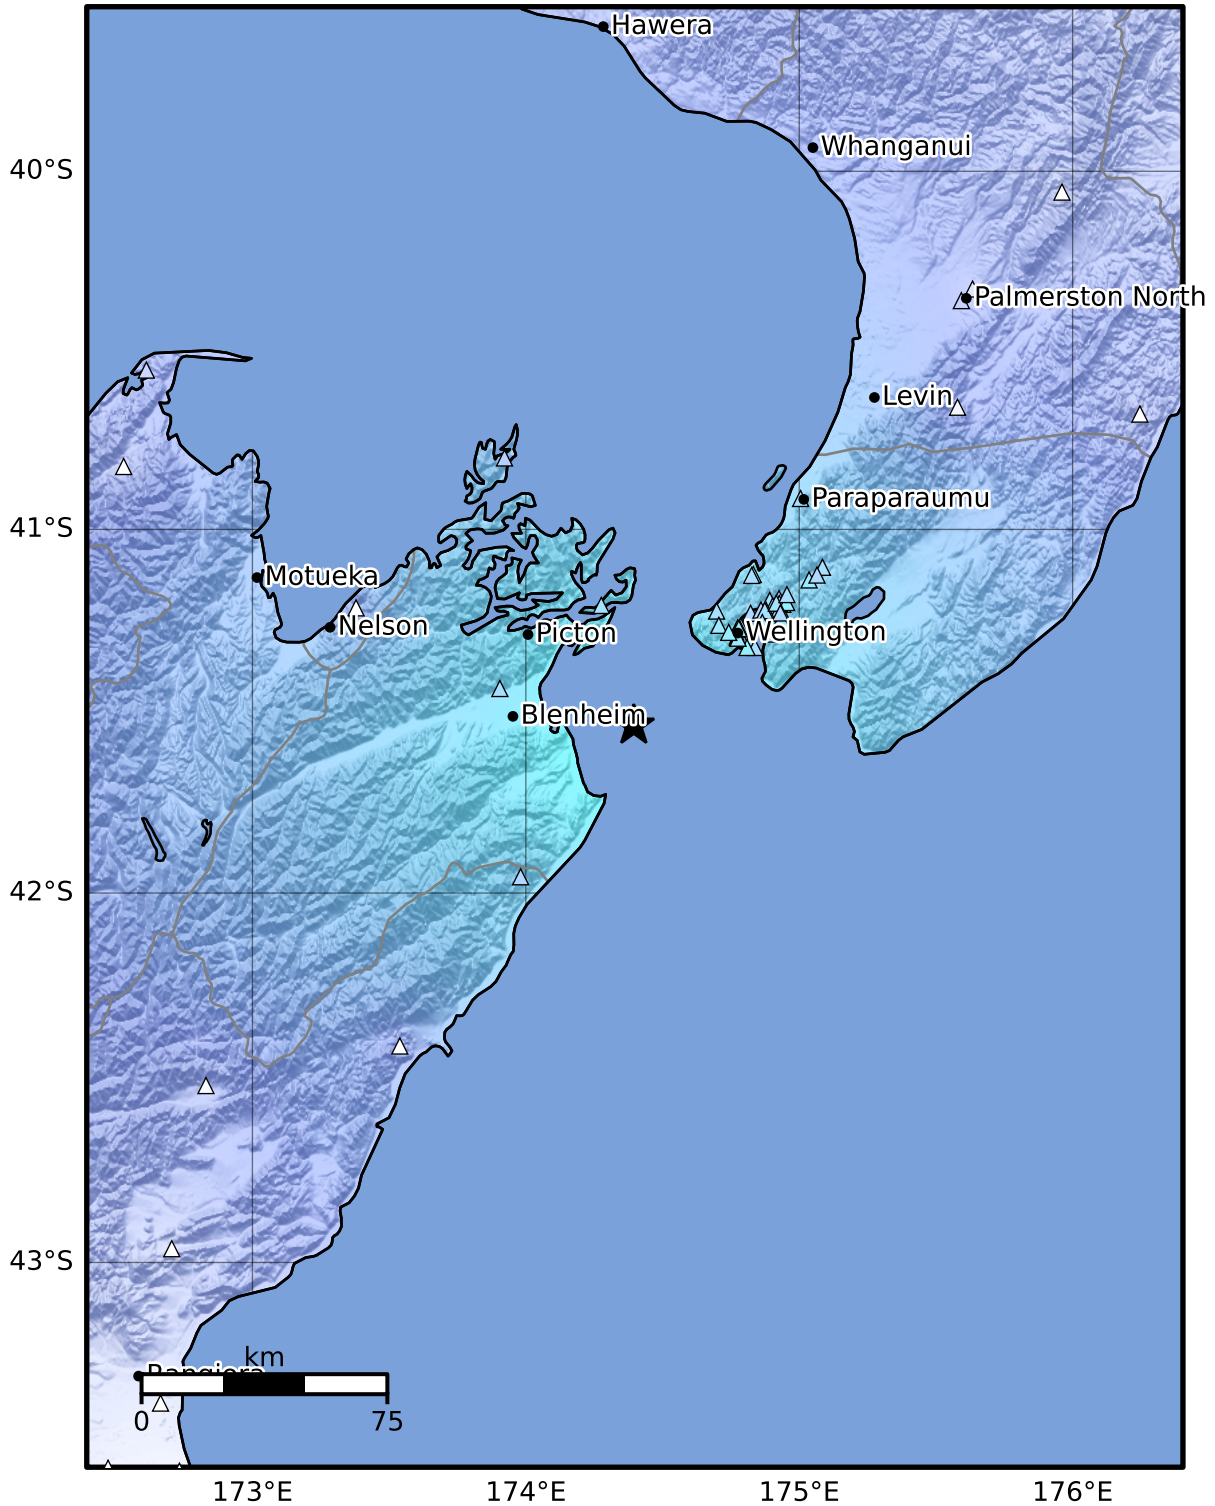 Hawera
Whanganui
40°S
Palmerston North
Levin
Paraparaumu
41°S
Motueka
Nelson
Picton
Wellington
Blenheim
42°S
43°S
km
Rangiora
0
75
173°E
174°E
175°E
176°E